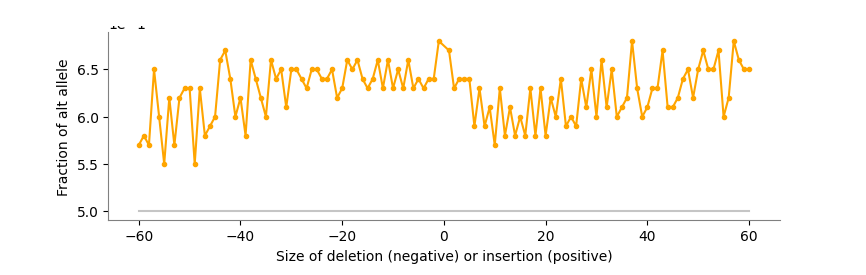 6.5
6.0
5.5
5.0
Fraction of alt allele
−60 −40 −20 0 20 40 60
Size of deletion (negative) or insertion (positive)